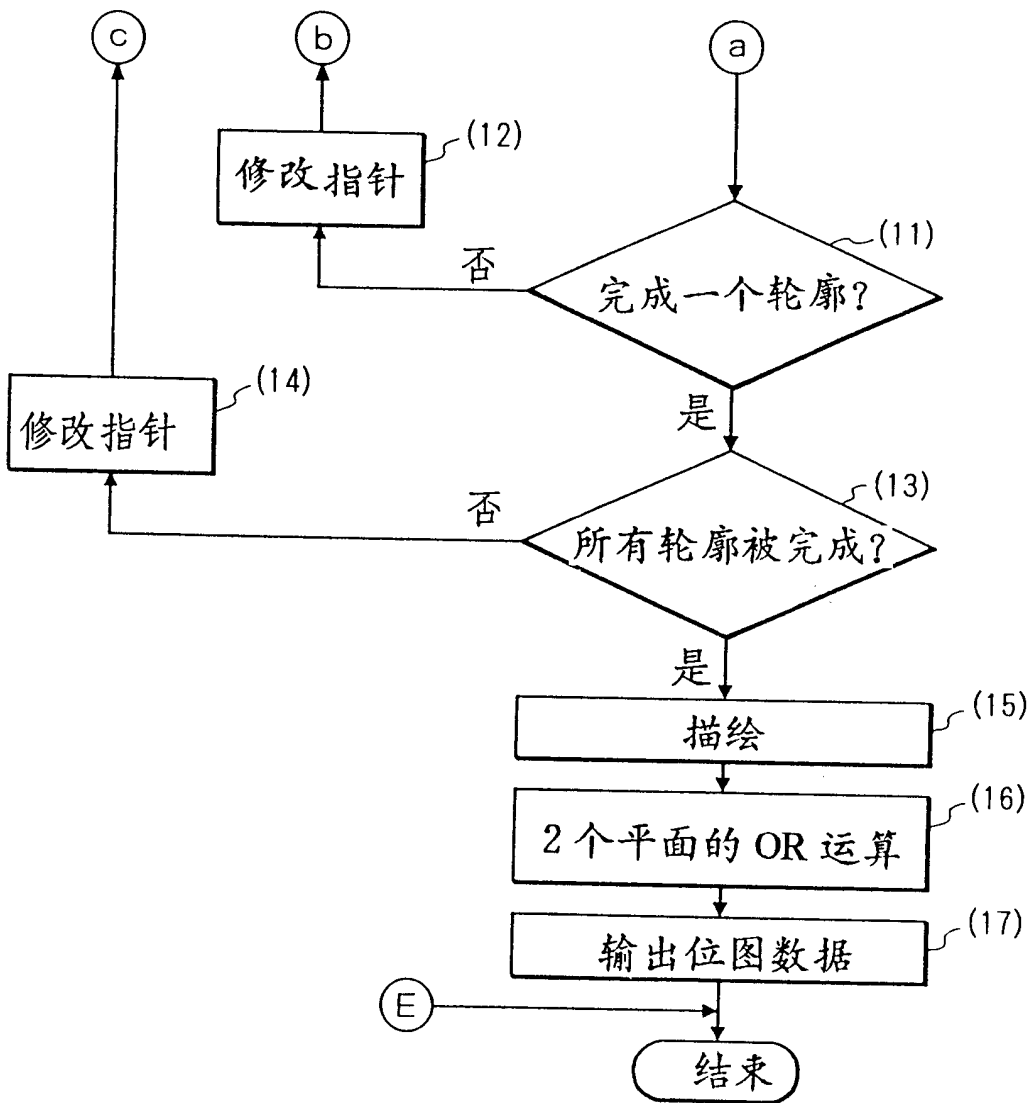 c
b
a
(12)
修改指针
(11)
否
完成一个轮廓？
(14)
修改指针
是
(13)
否
所有轮廓被完成？
是
(15)
描绘
(16)
2个平面的OR运算
(17)
输出位图数据
E
结束